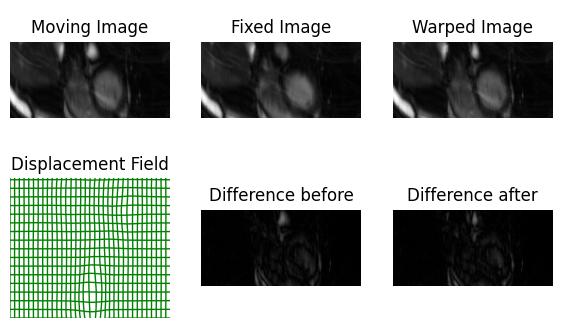 Moving Image
Fixed Image
Warped Image
Displacement Field
Difference before
Difference after